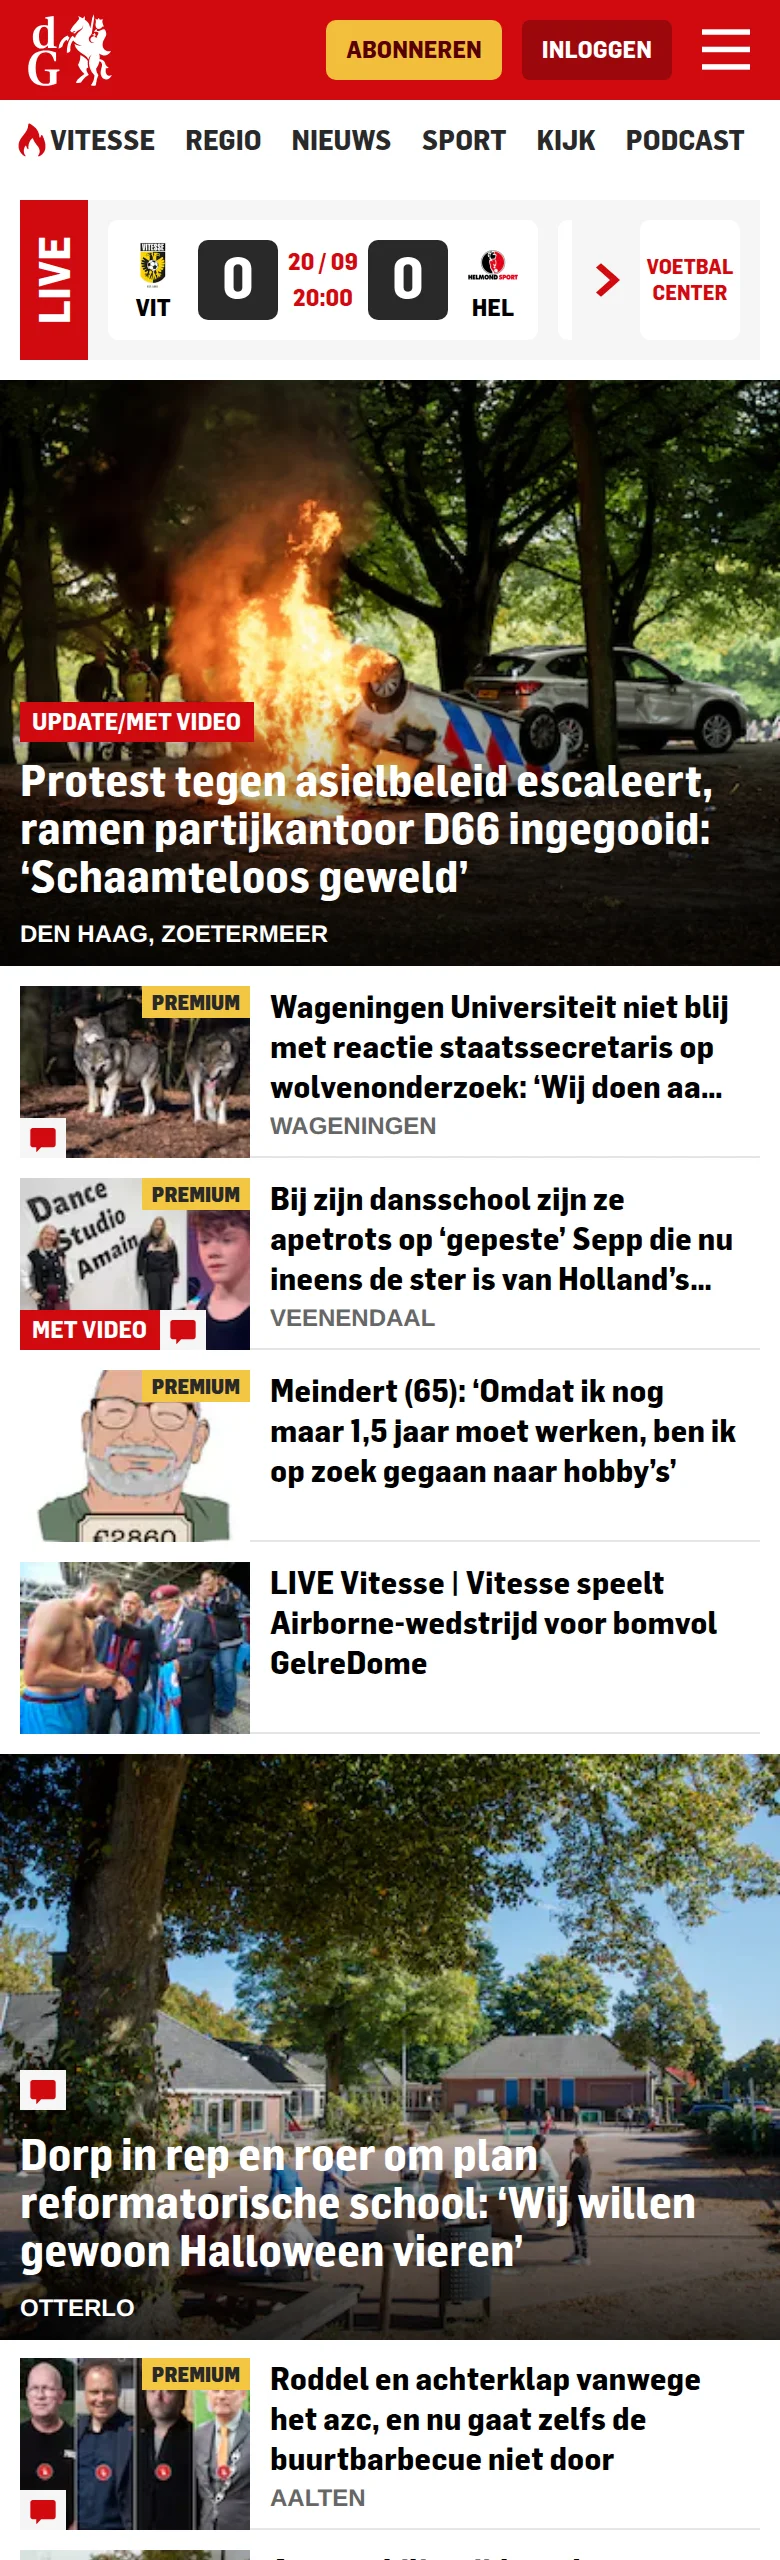 dG
ABONNEREN
INLOGGEN
VITESSE REGIO NIEUWS SPORT KIJK PODCAST
LIVE
VITESSE
VIT
0
20 / 09
20:00
0
HELMOND SPORT
HEL
VOETBAL
CENTER
UPDATE/MET VIDEO
Protest tegen asielbeleid escaleert,
ramen partijkantoor D66 ingegooid:
‘Schaamteloos geweld’
DEN HAAG, ZOETERMEER
PREMIUM
Wageningen Universiteit niet blij
met reactie staatssecretaris op
wolvenonderzoek: ‘Wij doen aa...
WAGENINGEN
Dance
Studio
Amain
PREMIUM
MET VIDEO
Bij zijn dansschool zijn ze
apetrots op ‘gepeste’ Sepp die nu
ineens de ster is van Holland’s...
VEENENDAAL
PREMIUM
€2860
Meindert (65): ‘Omdat ik nog
maar 1,5 jaar moet werken, ben ik
op zoek gegaan naar hobby’s’
LIVE Vitesse | Vitesse speelt
Airborne-wedstrijd voor bomvol
GelreDome
Dorp in rep en roer om plan
reformatorische school: ‘Wij willen
gewoon Halloween vieren’
OTTERLO
PREMIUM
Roddel en achterklap vanwege
het azc, en nu gaat zelfs de
buurtbarbecue niet door
AALTEN